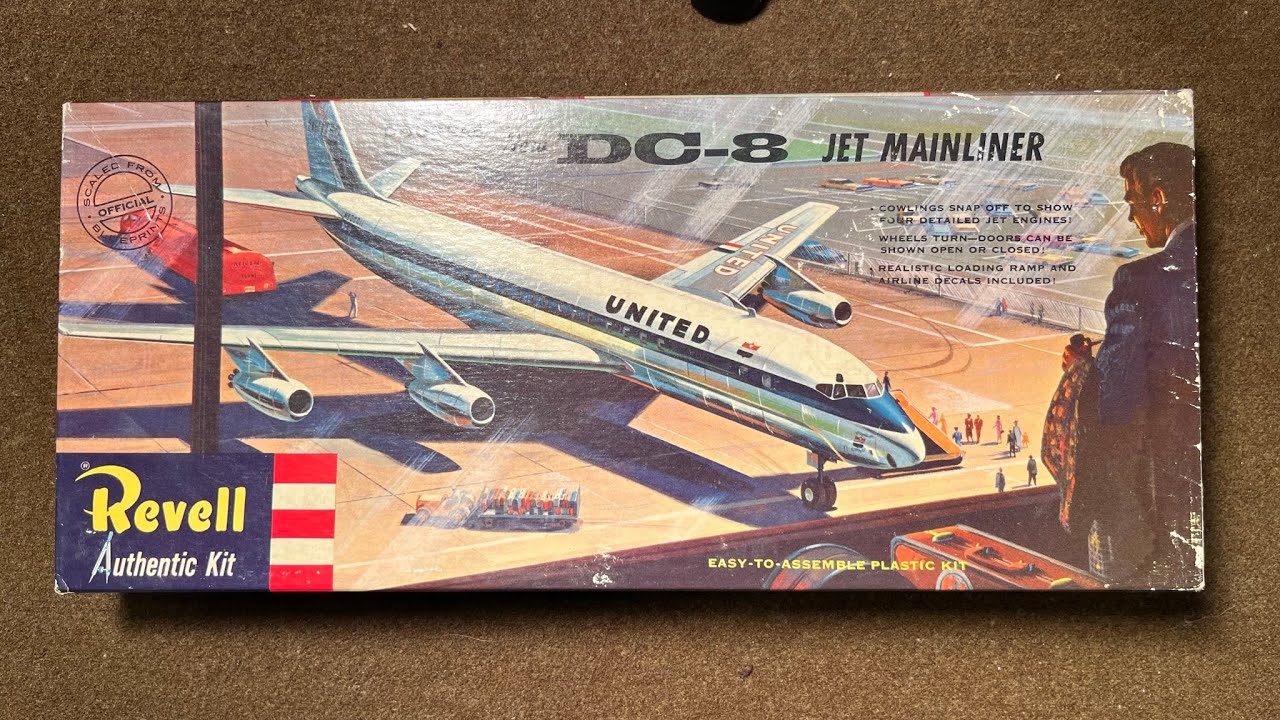 DC-8 JET MAINLINER
SCALED FROM
OFFICIAL
BLUEPRINTS
• COWLINGS SNAP OFF TO SHOW
FOUR DETAILED JET ENGINES!
WHEELS TURN—DOORS CAN BE
SHOWN OPEN OR CLOSED!
• REALISTIC LOADING RAMP AND
AIRLINE DECALS INCLUDED!
UNITED
UNITED
®
Revell
Authentic Kit
EASY-TO-ASSEMBLE PLASTIC KIT